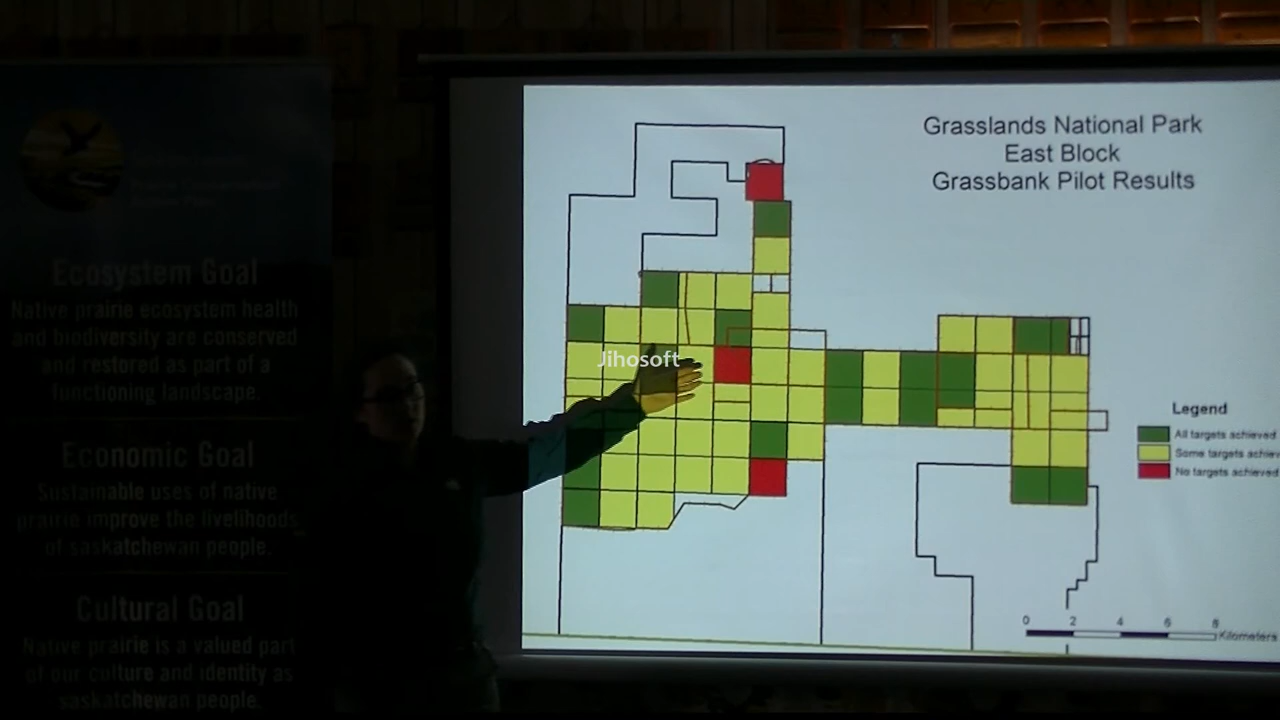 Grasslands National Park
East Block
Grassbank Pilot Results
Ecosystem Goal
Native prairie ecosystem health
and biodiversity are conserved
and restored as part of a
functioning landscape.
Economic Goal
Sustainable uses of native
prairie improve the livelihoods
of saskatchewan people.
Cultural Goal
Native prairie is a valued part
of our culture and identity as
saskatchewan people.
Jihosoft
Legend
All targets achieved
Some targets achiev
No targets achieved
0 2 4 6 8
Kilometers